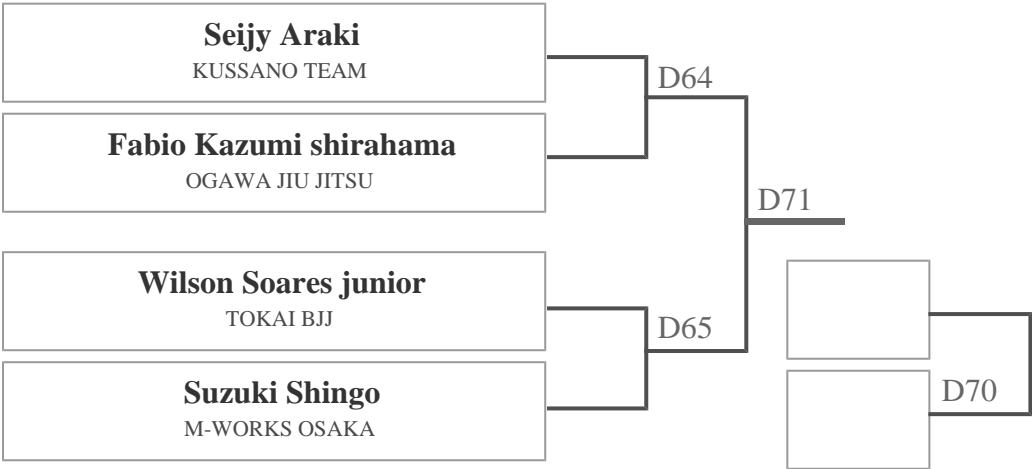 Seijy Araki
KUSSANO TEAM
D64
Fabio Kazumi shirahama
OGAWA JIU JITSU
D71
Wilson Soares junior
TOKAI BJJ
D65
Suzuki Shingo
M-WORKS OSAKA
D70